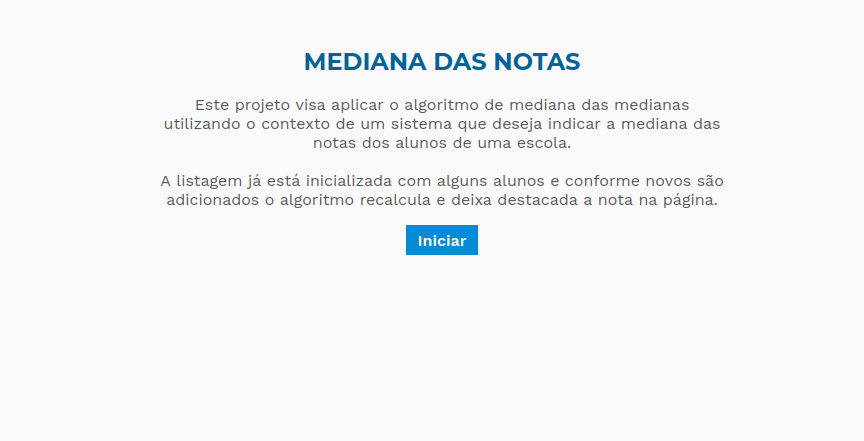 MEDIANA DAS NOTAS
Este projeto visa aplicar o algoritmo de mediana das medianas
utilizando o contexto de um sistema que deseja indicar a mediana das
notas dos alunos de uma escola.
A listagem já está inicializada com alguns alunos e conforme novos são
adicionados o algoritmo recalcula e deixa destacada a nota na página.
Iniciar